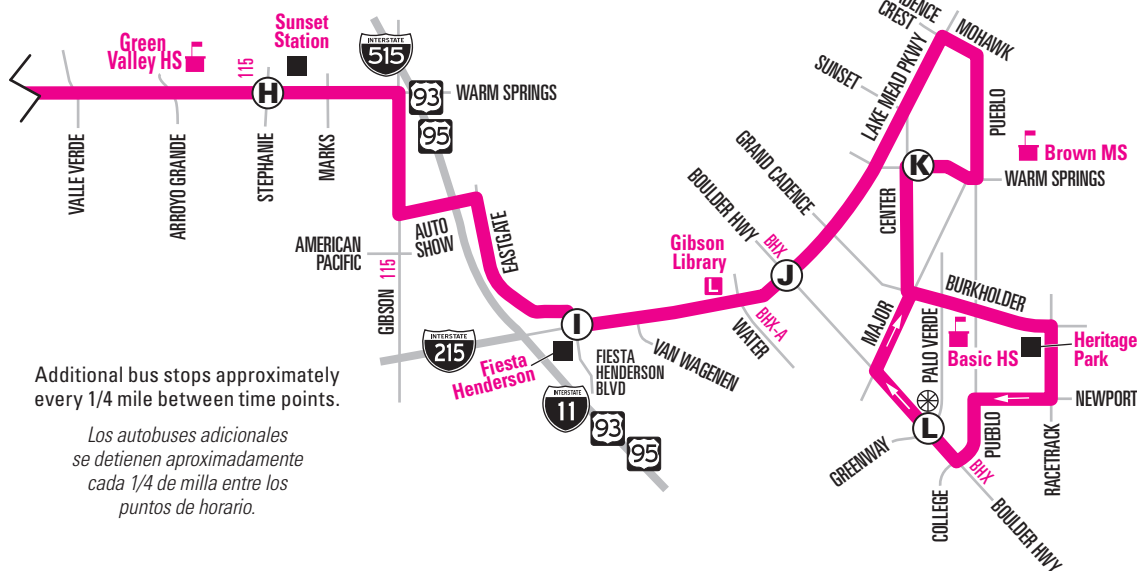 DENCE
CREST
MOHAWK
SUNSET
LAKE MEAD PKWY
PUEBLO
Brown MS
WARM SPRINGS
K
CENTER
GRAND CADENCE
BOULDER HWY
BHX
J
Gibson
Library
L
BHX-A
WATER
VAN WAGENEN
Green
Valley HS
Sunset
Station
115
H
INTERSTATE
515
93
95
WARM SPRINGS
VALLE VERDE
ARROYO GRANDE
STEPHANIE
MARKS
AUTO
SHOW
EASTGATE
AMERICAN
PACIFIC
115
GIBSON
I
INTERSTATE
215
Fiesta
Henderson
FIESTA
HENDERSON
BLVD
INTERSTATE
11
93
95
MAJOR
BURKHOLDER
PALO VERDE
Basic HS
Heritage
Park
NEWPORT
L
PUEBLO
RACETRACK
GREENWAY
COLLEGE
BHX
BOULDER HWY
Additional bus stops approximately
every 1/4 mile between time points.
Los autobuses adicionales
se detienen aproximadamente
cada 1/4 de milla entre los
puntos de horario.